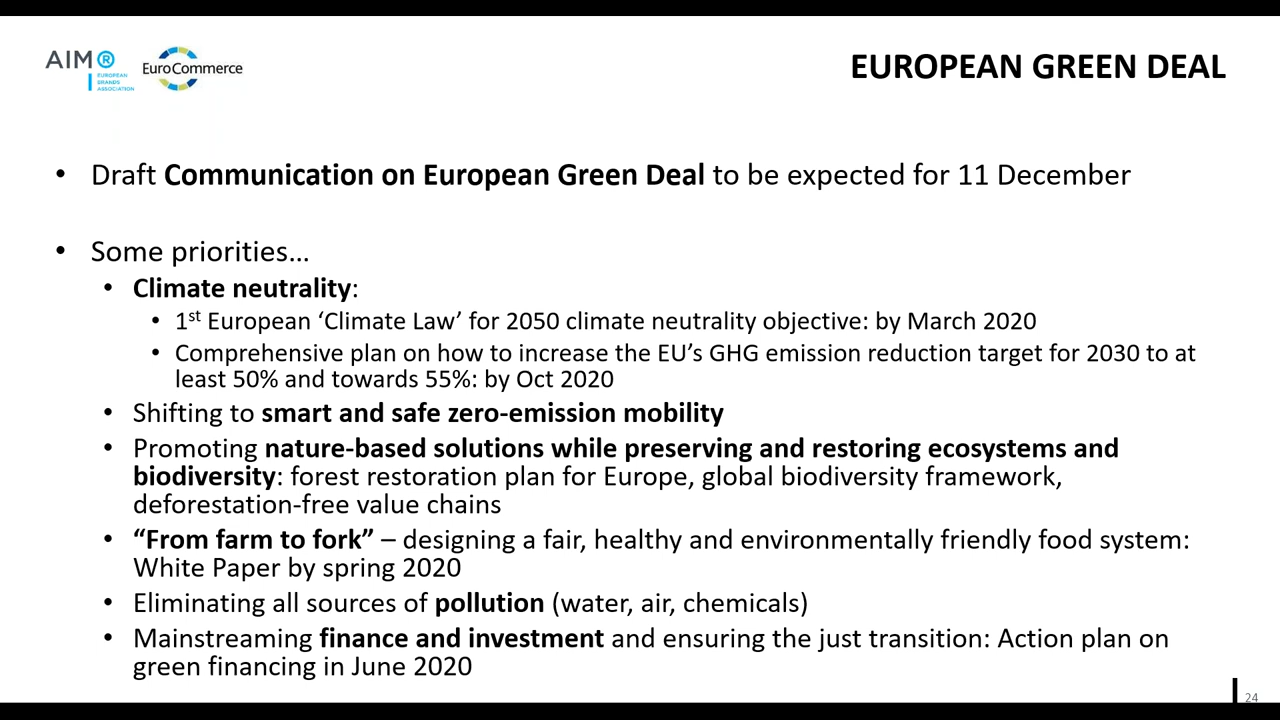 AIM®
EUROPEAN
BRANDS
ASSOCIATION
EuroCommerce
EUROPEAN GREEN DEAL
• Draft Communication on European Green Deal to be expected for 11 December
• Some priorities…
• Climate neutrality:
• 1st European ‘Climate Law’ for 2050 climate neutrality objective: by March 2020
• Comprehensive plan on how to increase the EU’s GHG emission reduction target for 2030 to at
least 50% and towards 55%: by Oct 2020
• Shifting to smart and safe zero-emission mobility
• Promoting nature-based solutions while preserving and restoring ecosystems and
biodiversity: forest restoration plan for Europe, global biodiversity framework,
deforestation-free value chains
• “From farm to fork” – designing a fair, healthy and environmentally friendly food system:
White Paper by spring 2020
• Eliminating all sources of pollution (water, air, chemicals)
• Mainstreaming finance and investment and ensuring the just transition: Action plan on
green financing in June 2020
24